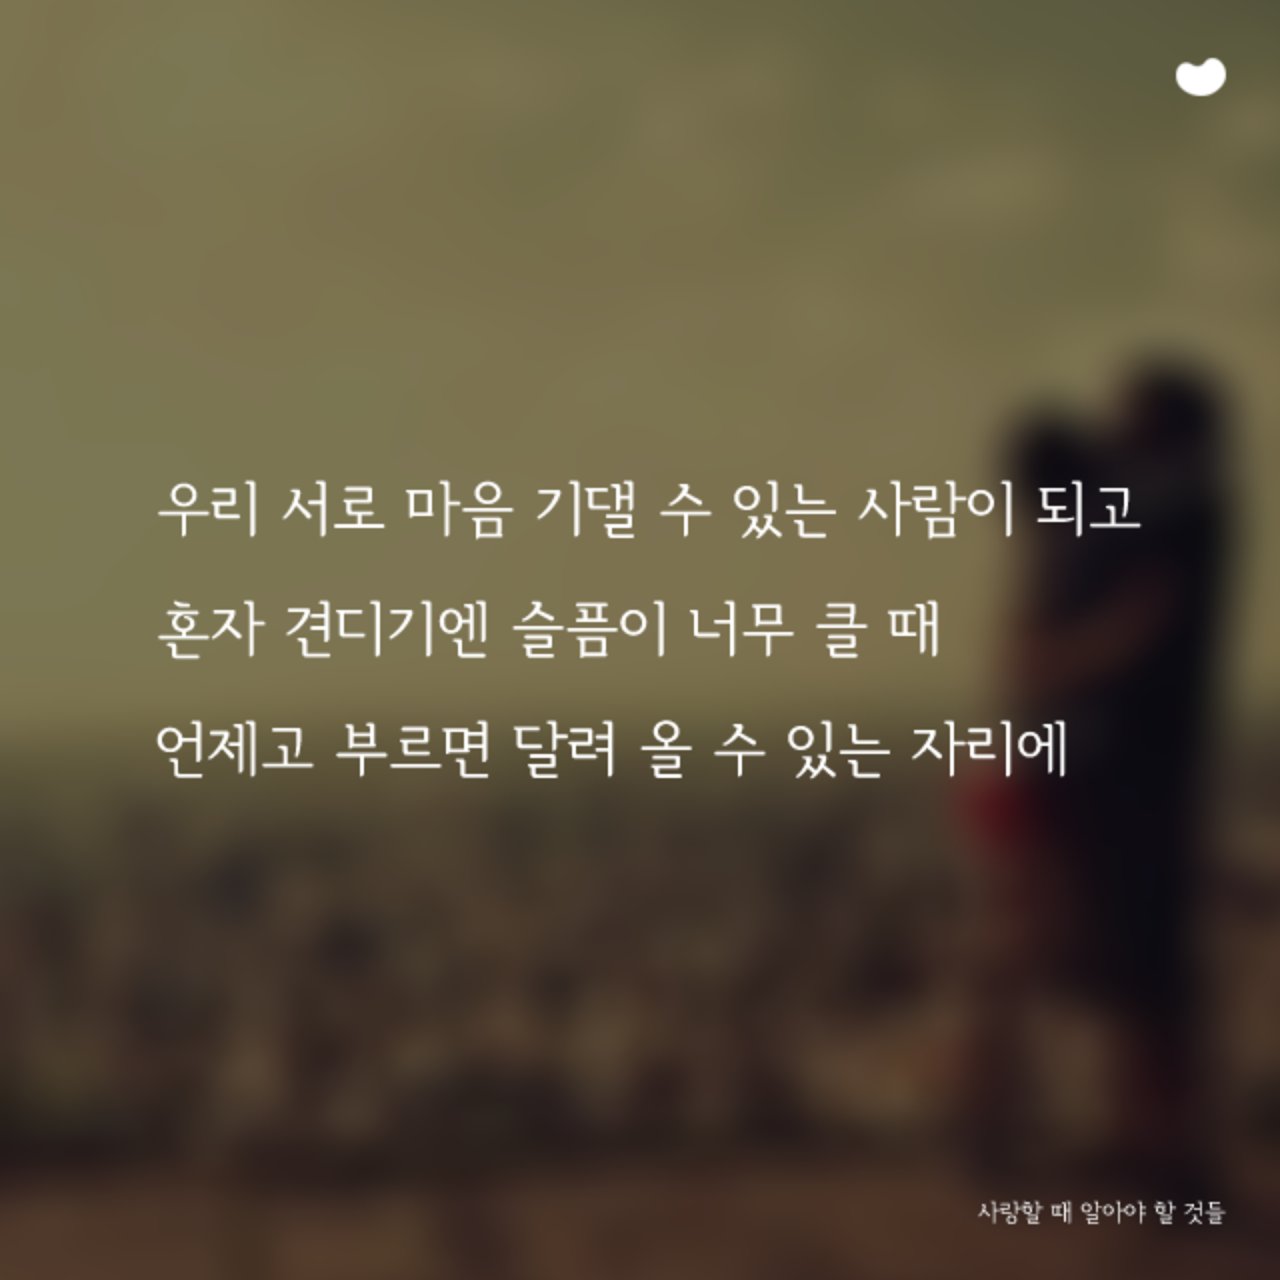 우리 서로 마음 기댈 수 있는 사람이 되고
혼자 견디기엔 슬픔이 너무 클 때
언제고 부르면 달려 올 수 있는 자리에
사랑할 때 알아야 할 것들